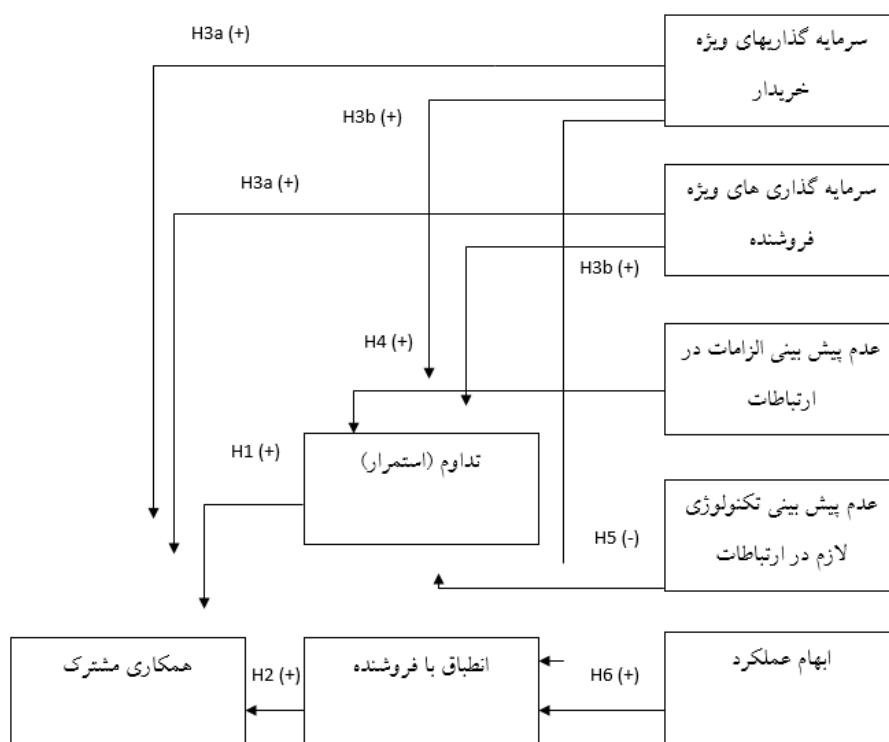 H3a (+)
سرمایه گذاریهای ویژه
خریدار
H3b (+)
H3a (+)
سرمایه گذاری های ویژه
فروشنده
H3b (+)
H4 (+)
عدم پیش بینی الزامات در
ارتباطات
H1 (+)
تداوم (استمرار)
عدم پیش بینی تکنولوژی
لازم در ارتباطات
H5 (-)
ابهام عملکرد
H6 (+)
انطباق با فروشنده
H2 (+)
همکاری مشترک